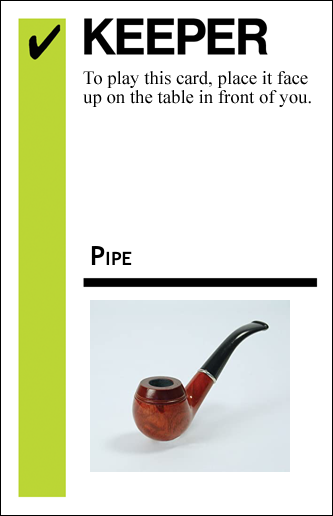 KEEPER
To play this card, place it face
up on the table in front of you.
PIPE